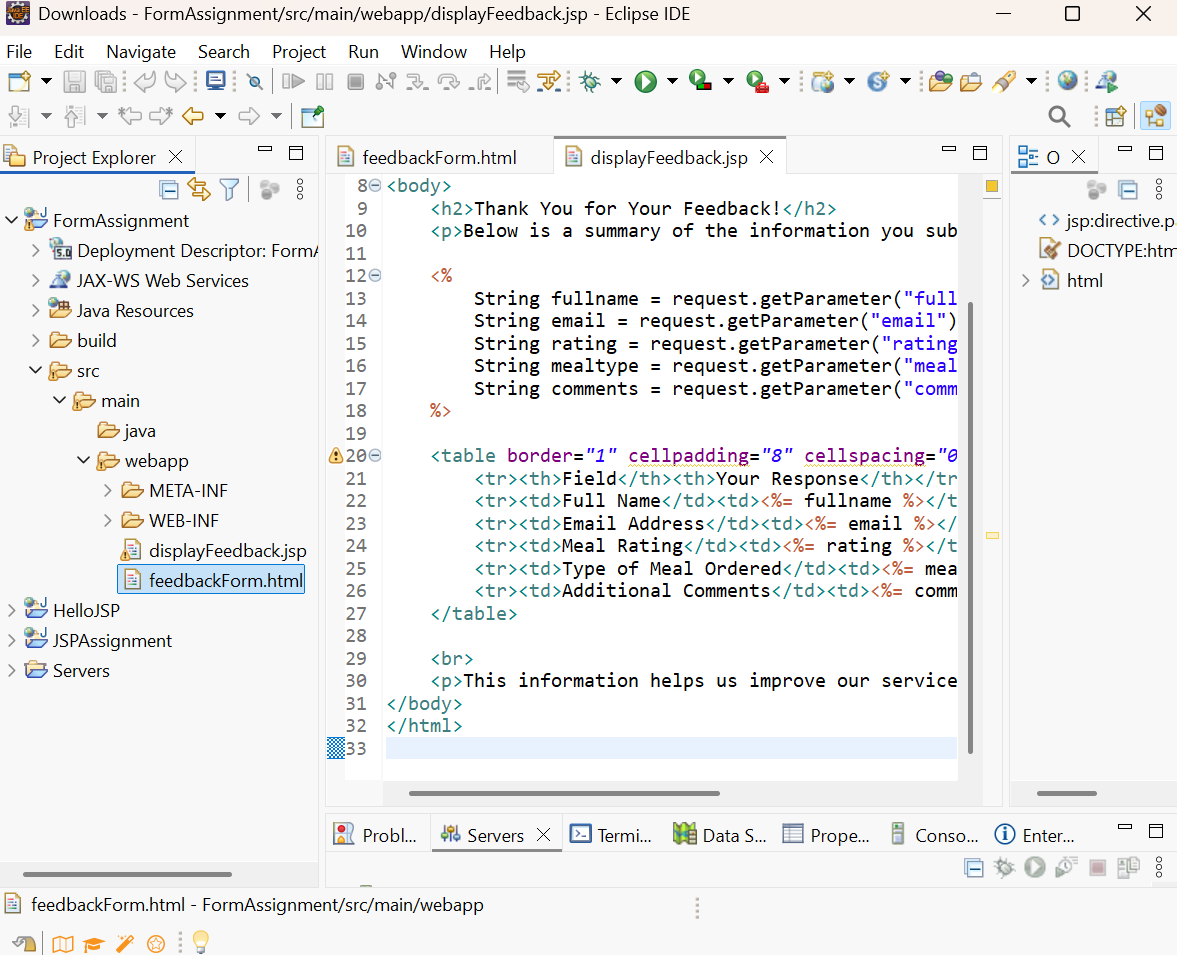 Downloads - FormAssignment/src/main/webapp/displayFeedback.jsp - Eclipse IDE
File Edit Navigate Search Project Run Window Help
Project Explorer
FormAssignment
5.0 Deployment Descriptor: FormA
JAX-WS Web Services
Java Resources
build
src
main
java
webapp
META-INF
WEB-INF
displayFeedback.jsp
feedbackForm.html
HelloJSP
JSPAssignment
Servers
feedbackForm.html displayFeedback.jsp
8 <body>
9 <h2>Thank You for Your Feedback!</h2>
10 <p>Below is a summary of the information you sub
11
12 <%
13 String fullname = request.getParameter("full
14 String email = request.getParameter("email")
15 String rating = request.getParameter("rating
16 String mealtype = request.getParameter("meal
17 String comments = request.getParameter("comm
18 %>
19
20 <table border="1" cellpadding="8" cellspacing="0
21 <tr><th>Field</th><th>Your Response</th></tr
22 <tr><td>Full Name</td><td><%= fullname %></t
23 <tr><td>Email Address</td><td><%= email %></
24 <tr><td>Meal Rating</td><td><%= rating %></t
25 <tr><td>Type of Meal Ordered</td><td><%= mea
26 <tr><td>Additional Comments</td><td><%= comm
27 </table>
28
29 <br>
30 <p>This information helps us improve our service
31 </body>
32 </html>
33
O
jsp:directive.p
DOCTYPE:htm
html
Probl... Servers Termi... Data S... Prope... Conso... Enter...
feedbackForm.html - FormAssignment/src/main/webapp